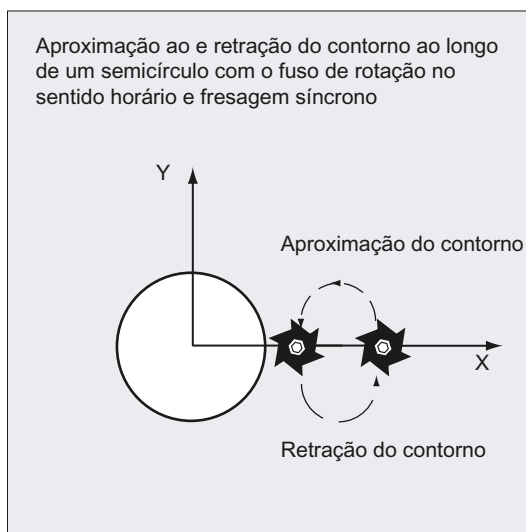 Aproximação ao e retração do contorno ao longo
de um semicírculo com o fuso de rotação no
sentido horário e fresagem síncrono
Y
Aproximação do contorno
X
Retração do contorno